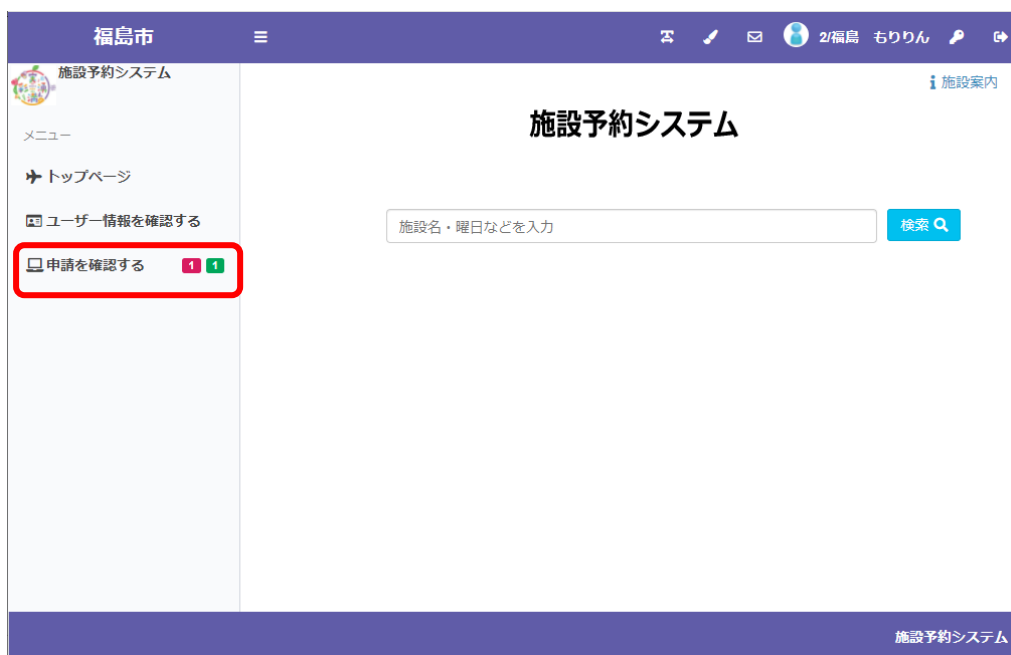 福島市
2/福島 もりりん
施設予約システム
施設案内
施設予約システム
メニュー
トップページ
ユーザー情報を確認する
施設名・曜日などを入力
検索
申請を確認する 1 1
施設予約システム